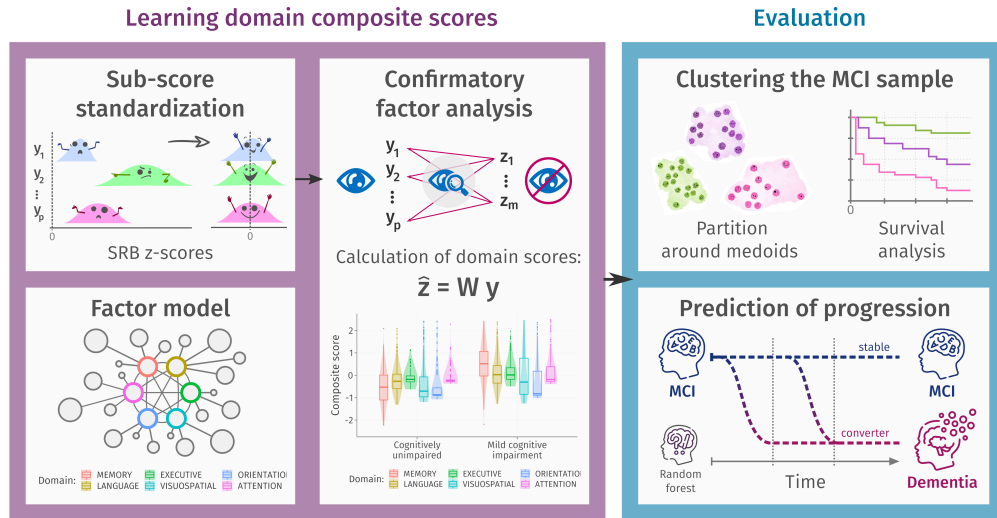 Learning domain composite scores
Evaluation
Sub-score
standardization
y1
y2
⋮
yp
0
0
SRB z-scores
Factor model
Domain:
MEMORY
EXECUTIVE
ORIENTATIO
LANGUAGE
VISUOSPATIAL
ATTENTION
Confirmatory
factor analysis
y1
y2
⋮
yp
z1
⋮
zm
Calculation of domain scores:
ẑ = W y
Composite score
2
1
0
-1
-2
Cognitively
unimpaired
Mild cognitive
impairment
Domain:
MEMORY
EXECUTIVE
ORIENTATIO
LANGUAGE
VISUOSPATIAL
ATTENTION
Clustering the MCI sample
Partition
around medoids
0
Survival
analysis
Prediction of progression
MCI
stable
MCI
converter
Random
forest
Time
Dementia